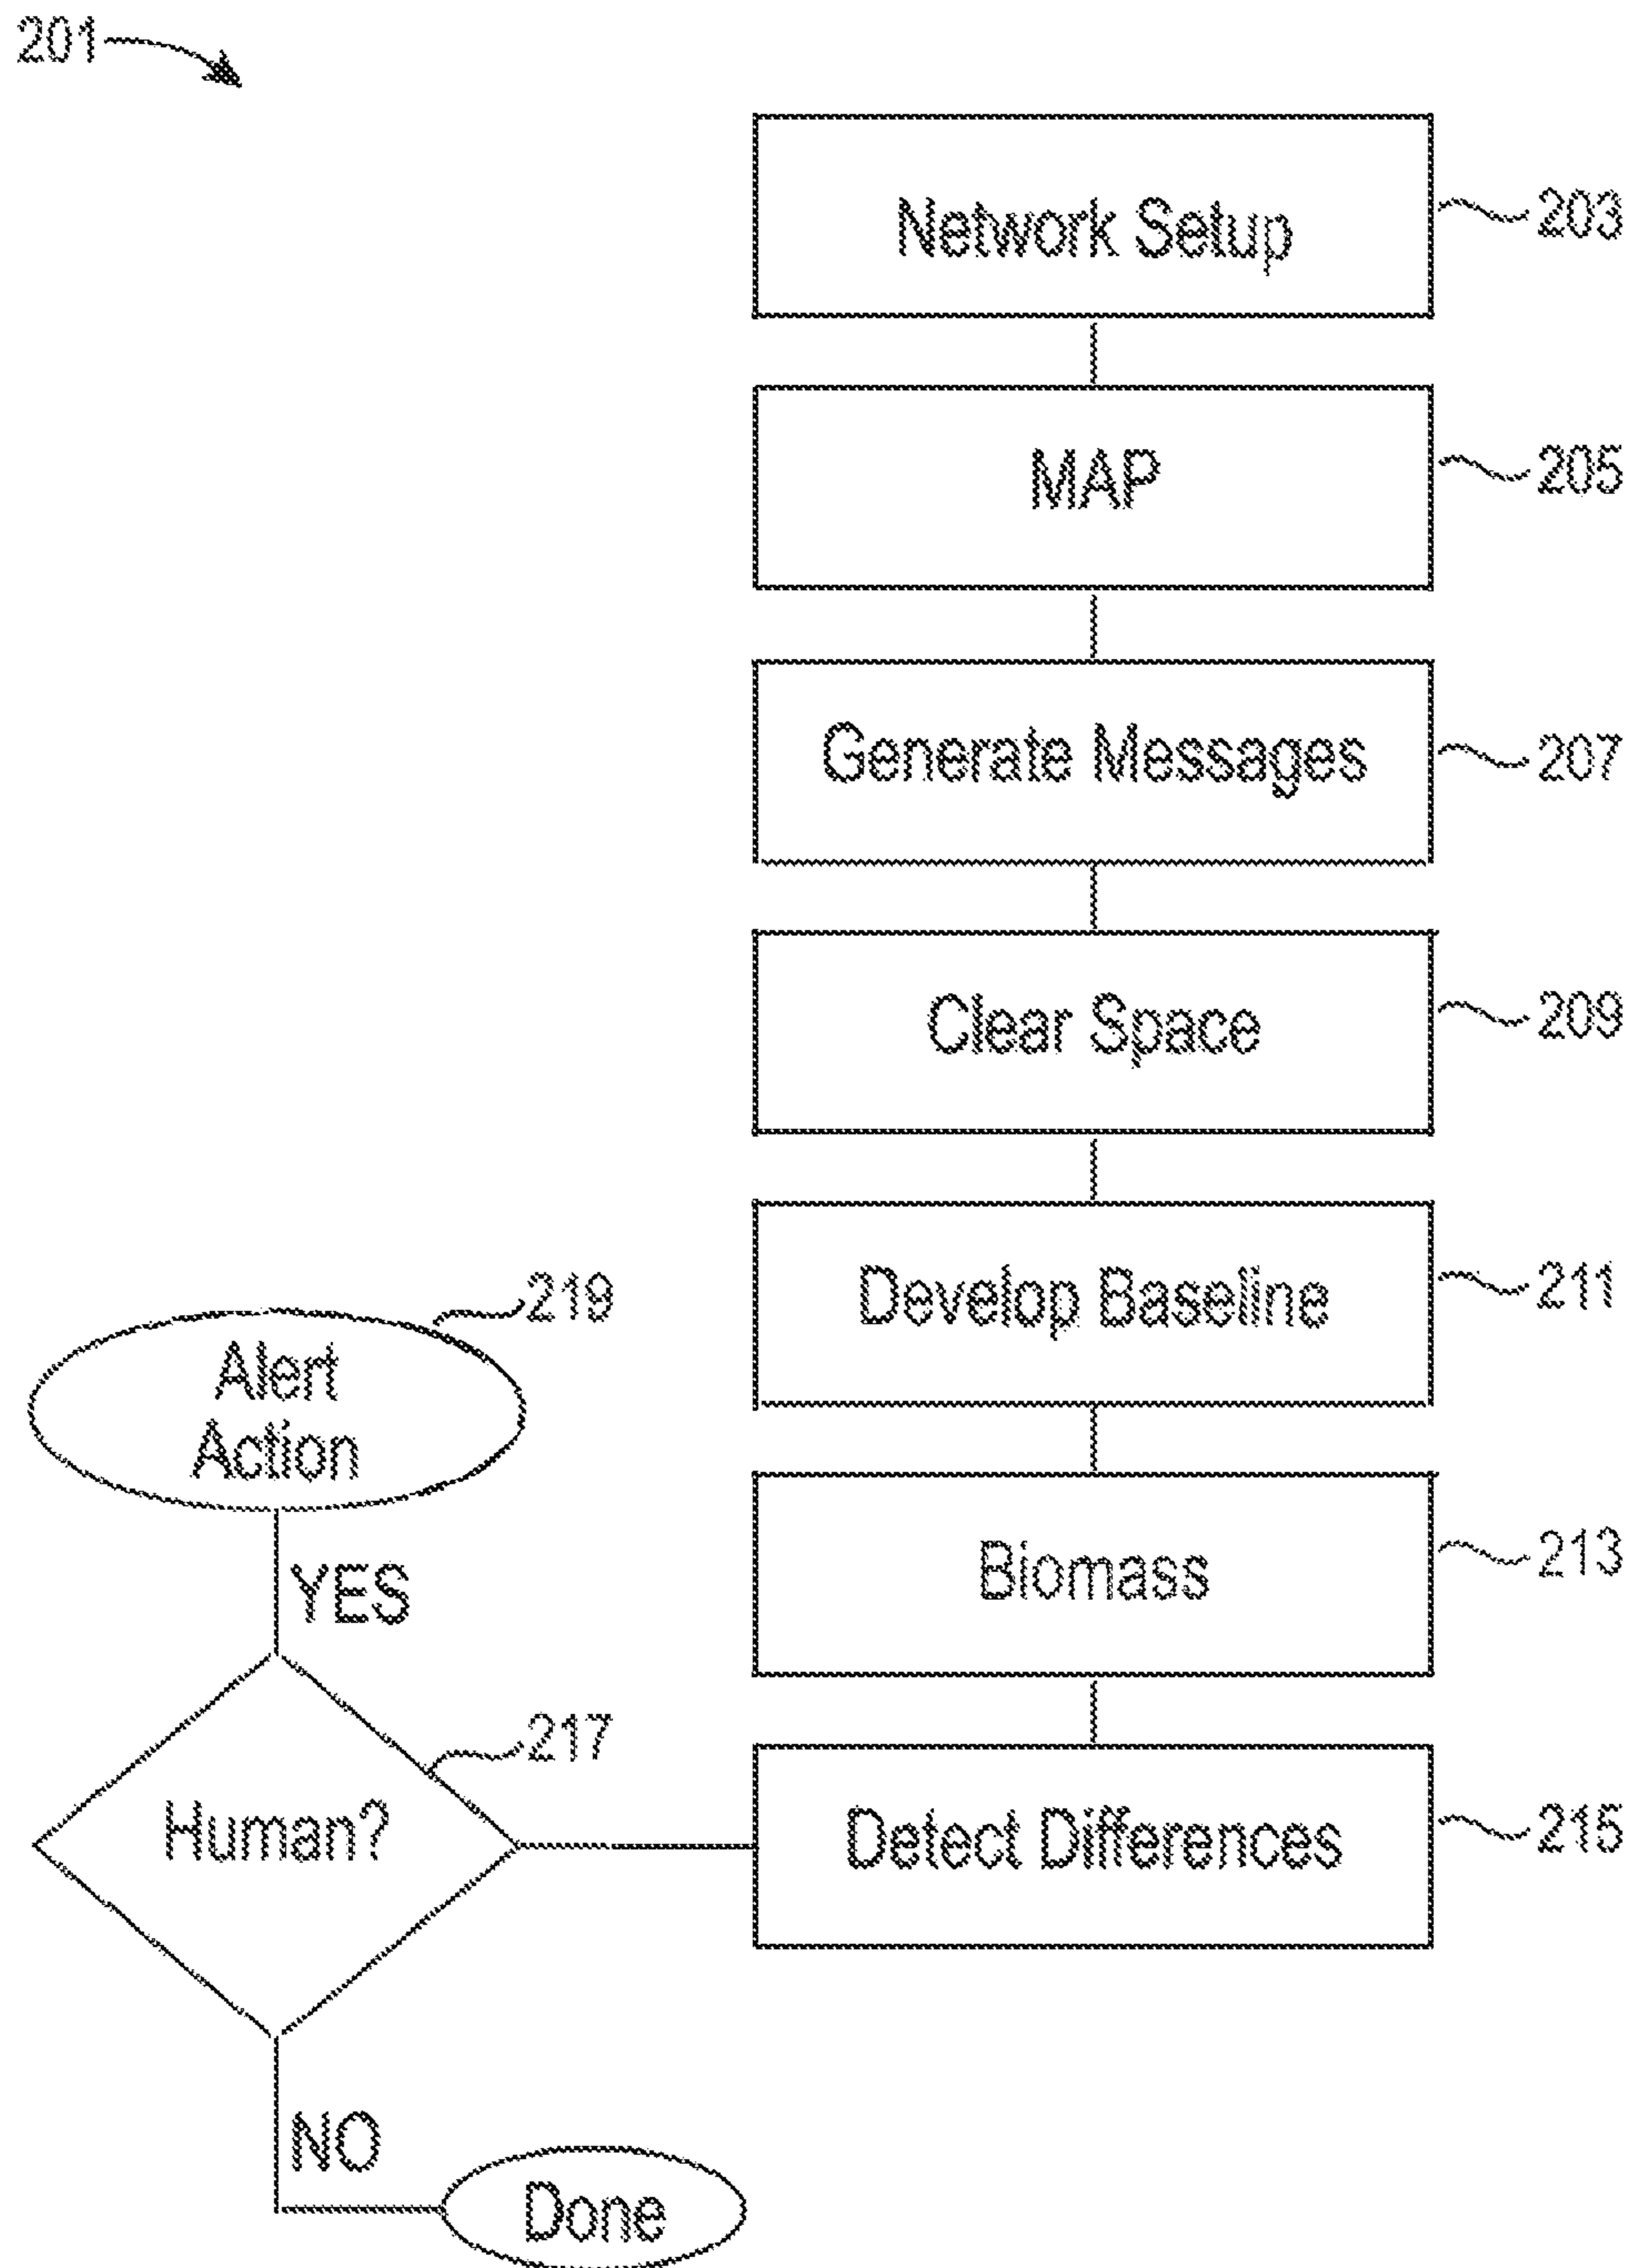 201
Network Setup
203
MAP
205
Generate Messages
207
Clear Space
209
Develop Baseline
211
Biomass
213
Detect Differences
215
Human?
217
YES
Alert
Action
219
NO
Done